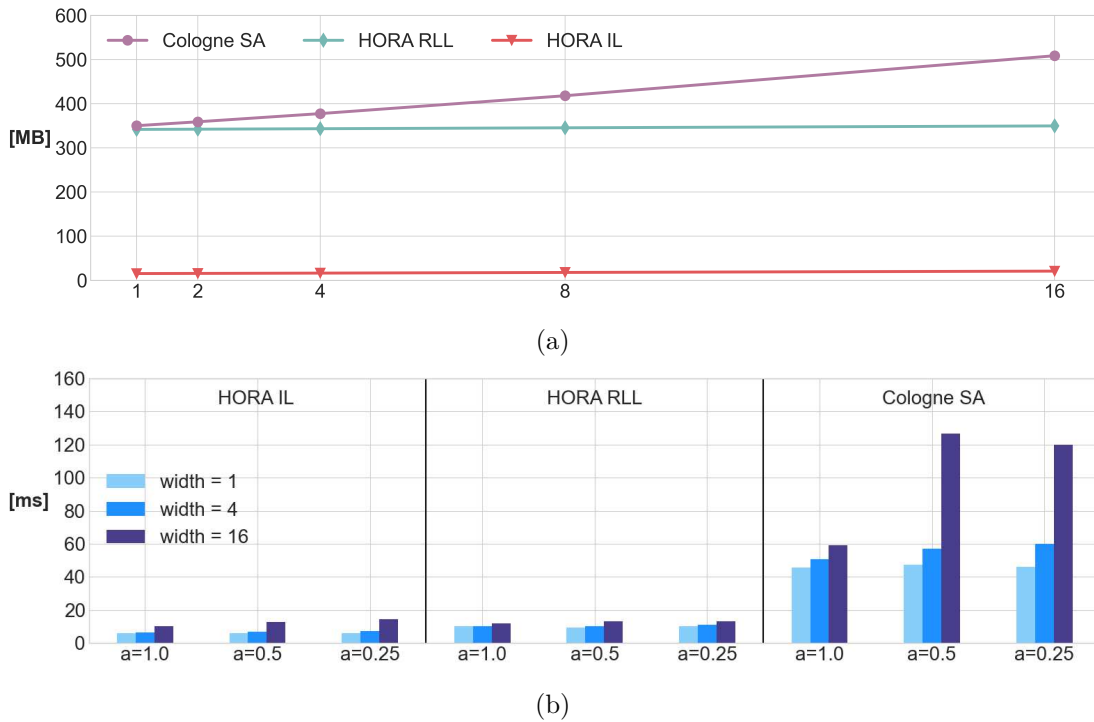 600
500
400
[MB]
300
200
100
0
Cologne SA HORA RLL HORA IL
1 2 4 8 16
(a)
160
140
120
100
[ms] 80
60
40
20
0
HORA IL HORA RLL Cologne SA
width = 1
width = 4
width = 16
a=1.0 a=0.5 a=0.25 a=1.0 a=0.5 a=0.25 a=1.0 a=0.5 a=0.25
(b)